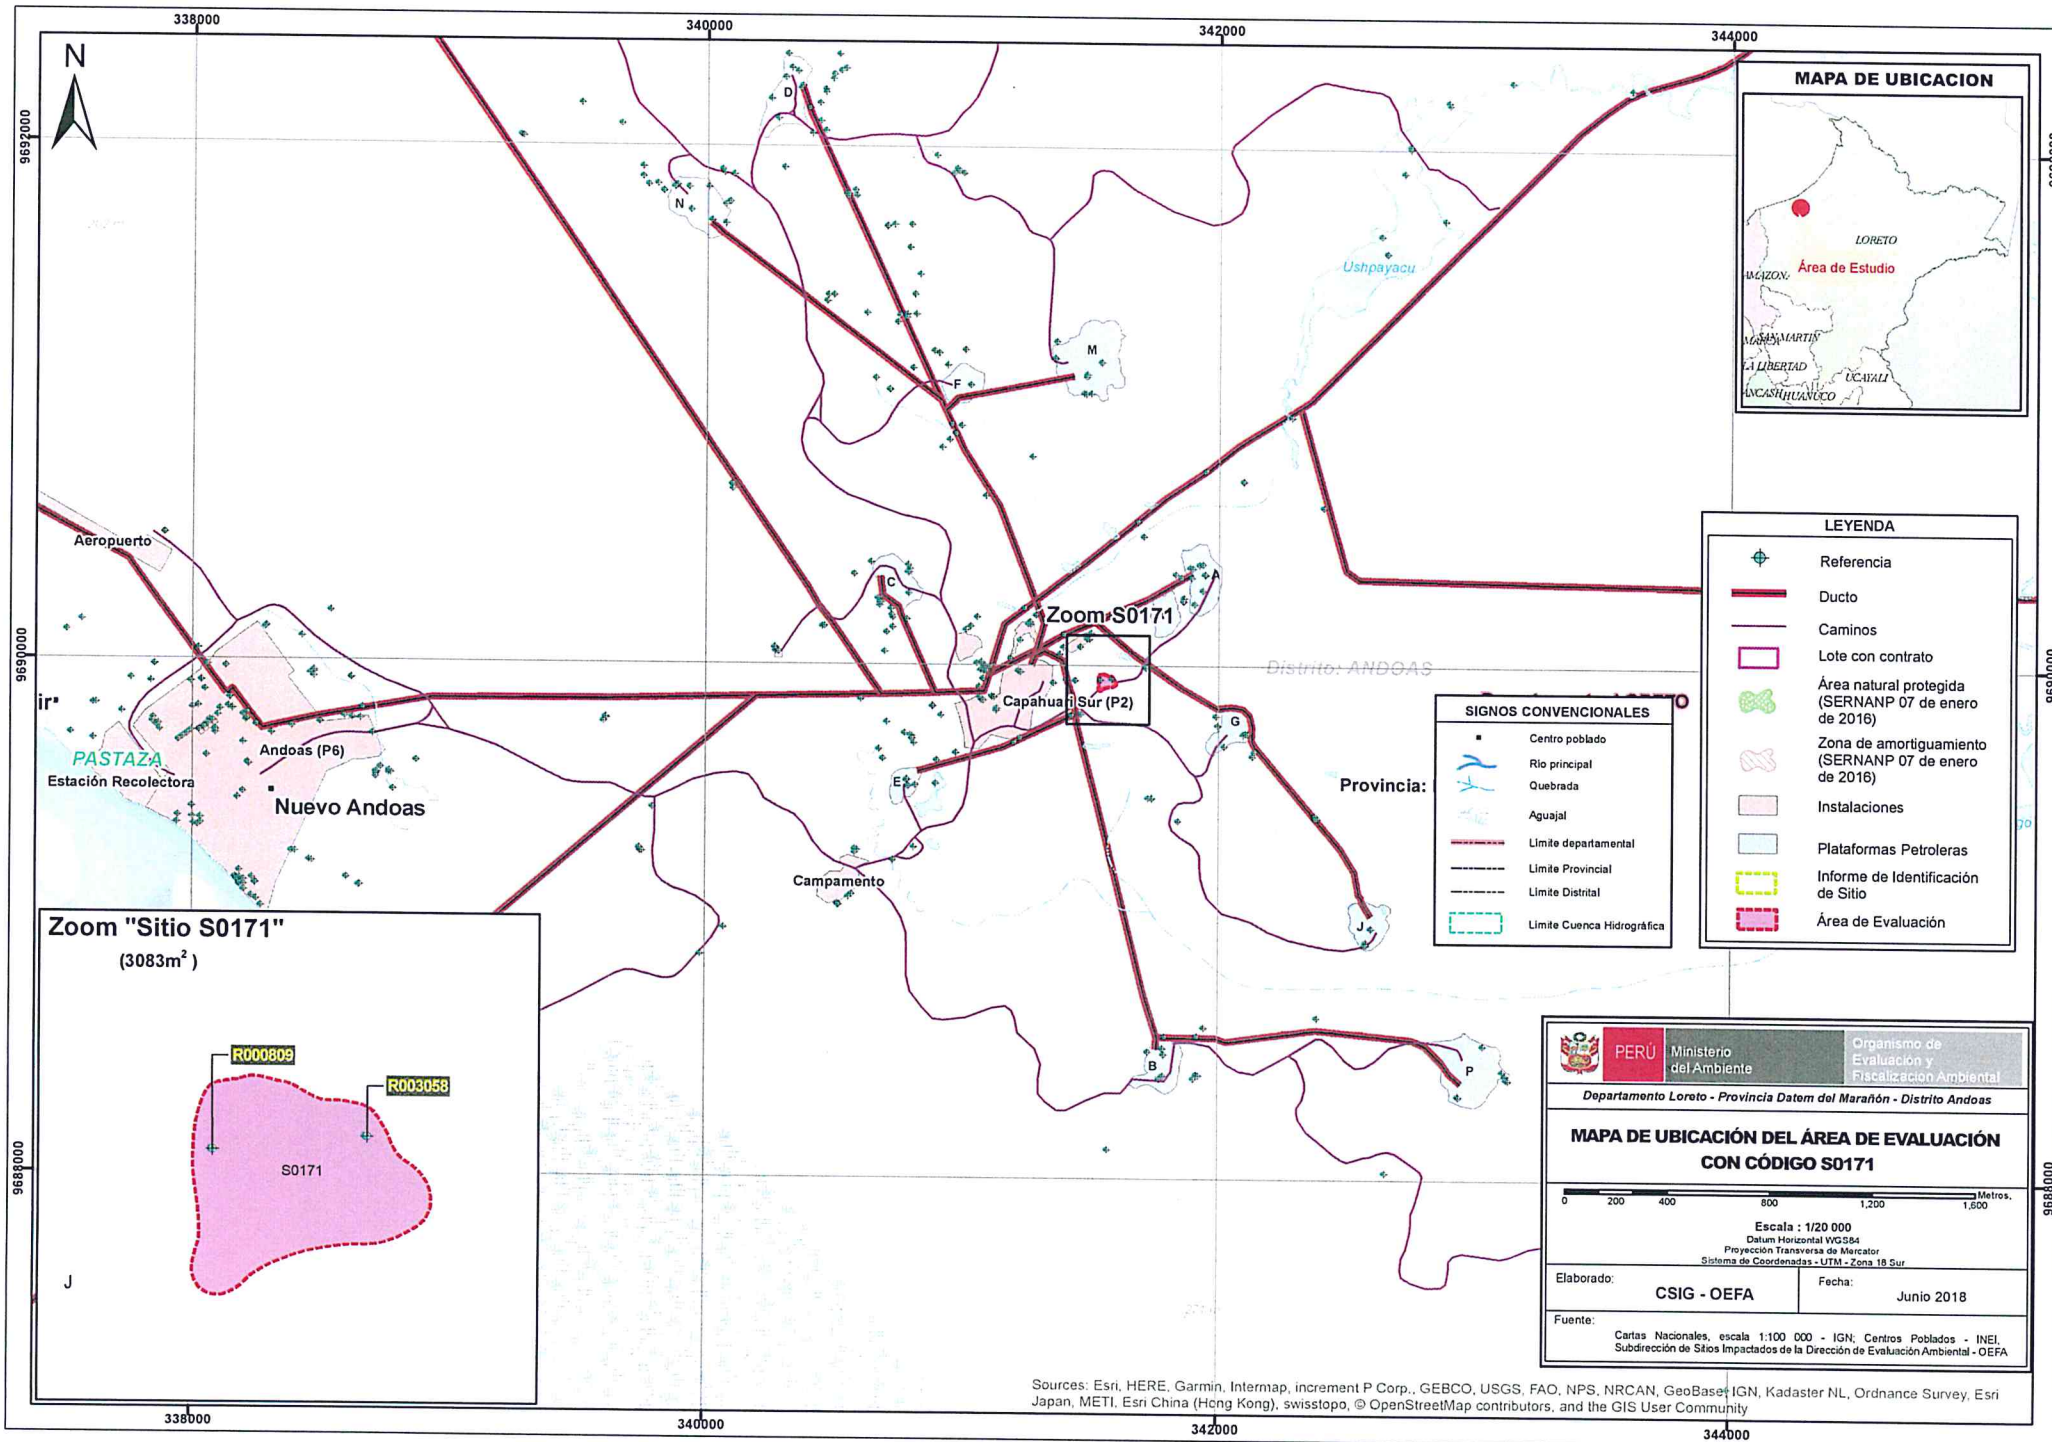 338000
340000
342000
344000
N
9692000
9690000
9688000
D
N
M
F
C
A
G
E
J
B
P
Ushpayacu
Aeropuerto
Zoom S0171
Distrito: ANDOAS
Capahuari Sur (P2)
Andoas (P6)
PASTAZA
Estación Recolectora
Nuevo Andoas
Campamento
Provincia:
MAPA DE UBICACION
LORETO
Área de Estudio
SAN MARTIN
LA LIBERTAD
UCAYALI
ANCASH
HUANUCO
LEYENDA
Referencia
Ducto
Caminos
Lote con contrato
Área natural protegida
(SERNANP 07 de enero
de 2016)
Zona de amortiguamiento
(SERNANP 07 de enero
de 2016)
Instalaciones
Plataformas Petroleras
Informe de Identificación
de Sitio
Área de Evaluación
SIGNOS CONVENCIONALES
Centro poblado
Río principal
Quebrada
Aguajal
Límite departamental
Límite Provincial
Límite Distrital
Límite Cuenca Hidrográfica
Zoom "Sitio S0171"
(3083m² )
R000809
R003058
S0171
J
PERÚ
Ministerio
del Ambiente
Organismo de
Evaluación y
Fiscalización Ambiental
Departamento Loreto - Provincia Datem del Marañón - Distrito Andoas
MAPA DE UBICACIÓN DEL ÁREA DE EVALUACIÓN
CON CÓDIGO S0171
0 200 400 800 1,200 1,600 Metros.
Escala : 1/20 000
Datum Horizontal WGS84
Proyección Transversa de Mercator
Sistema de Coordenadas - UTM - Zona 18 Sur
Elaborado:
CSIG - OEFA
Fecha:
Junio 2018
Fuente:
Cartas Nacionales, escala 1:100 000 - IGN; Centros Poblados - INEI,
Subdirección de Sitios Impactados de la Dirección de Evaluación Ambiental - OEFA
Sources: Esri, HERE, Garmin, Intermap, increment P Corp., GEBCO, USGS, FAO, NPS, NRCAN, GeoBase, IGN, Kadaster NL, Ordnance Survey, Esri
Japan, METI, Esri China (Hong Kong), swisstopo, © OpenStreetMap contributors, and the GIS User Community
9688000
338000
340000
342000
344000